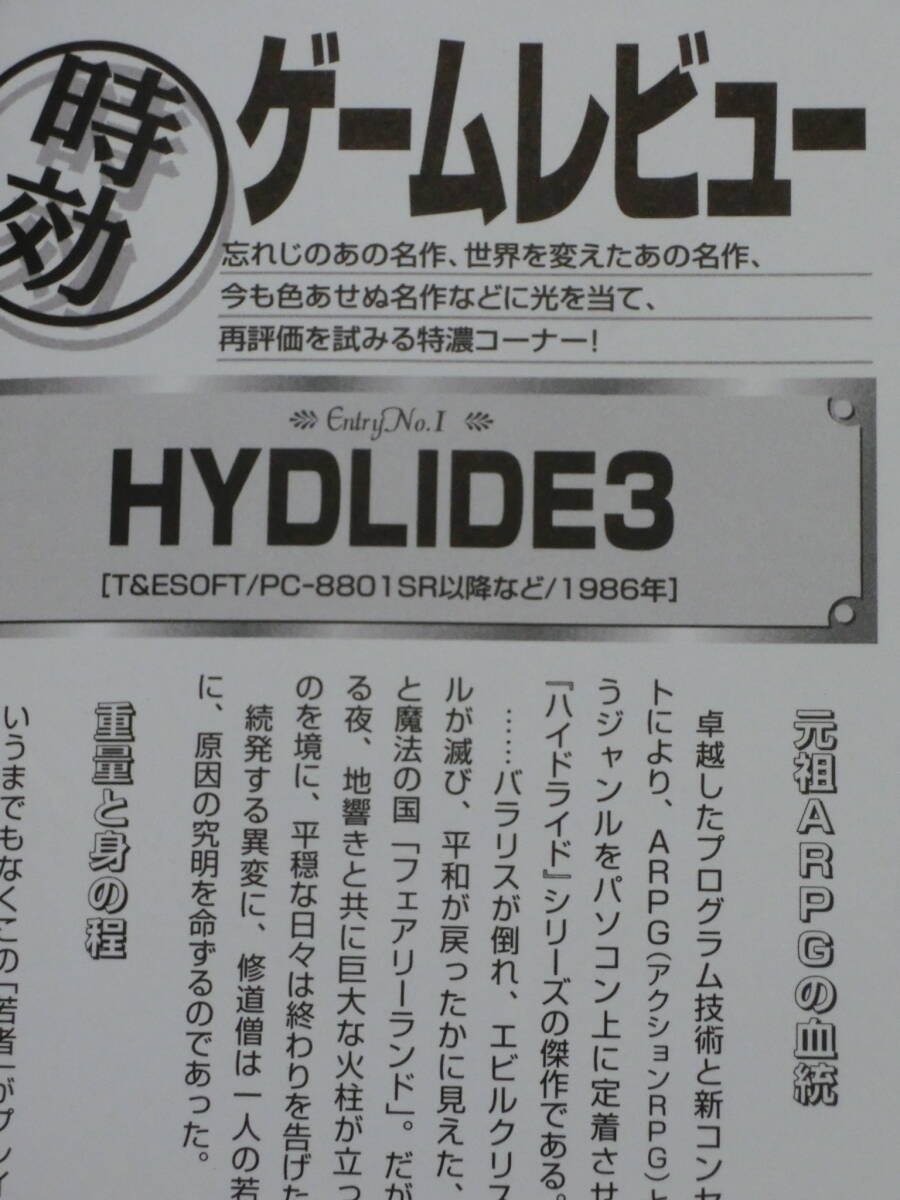 時効
ゲームレビュー
忘れじのあの名作、世界を変えたあの名作、
今も色あせぬ名作などに光を当て、
再評価を試みる特濃コーナー！
Entry No.1
HYDLIDE3
[T&ESOFT/PC-8801SR以降など/1986年]
元祖ARPGの血統
卓越したプログラム技術と新コンセ
トにより、ARPG(アクションRPG)と
うジャンルをパソコン上に定着させ
『ハイドライド』シリーズの傑作である。
……バラリスが倒れ、エビルクリス
ルが滅び、平和が戻ったかに見えた、
と魔法の国「フェアリーランド」。だが
る夜、地響きと共に巨大な火柱が立っ
のを境に、平穏な日々は終わりを告げた
続発する異変に、修道僧は一人の若
に、原因の究明を命ずるのであった。
重量と身の程
いうまでもなくこの「若者」がプレイ